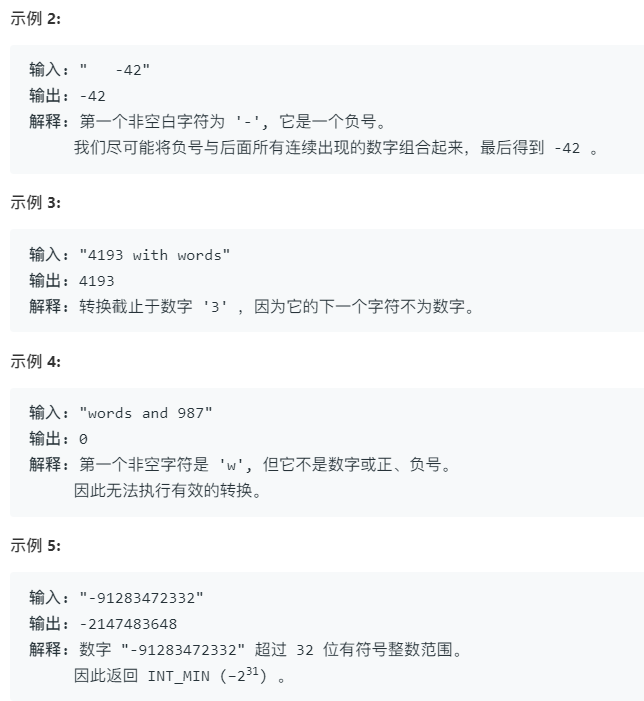 示例 2:
输入: "   -42"
输出: -42
解释: 第一个非空白字符为 '-', 它是一个负号。
我们尽可能将负号与后面所有连续出现的数字组合起来，最后得到 -42 。
示例 3:
输入: "4193 with words"
输出: 4193
解释: 转换截止于数字 '3' ，因为它的下一个字符不为数字。
示例 4:
输入: "words and 987"
输出: 0
解释: 第一个非空字符是 'w', 但它不是数字或正、负号。
因此无法执行有效的转换。
示例 5:
输入: "-91283472332"
输出: -2147483648
解释: 数字 "-91283472332" 超过 32 位有符号整数范围。
因此返回 INT_MIN (−2³¹) 。